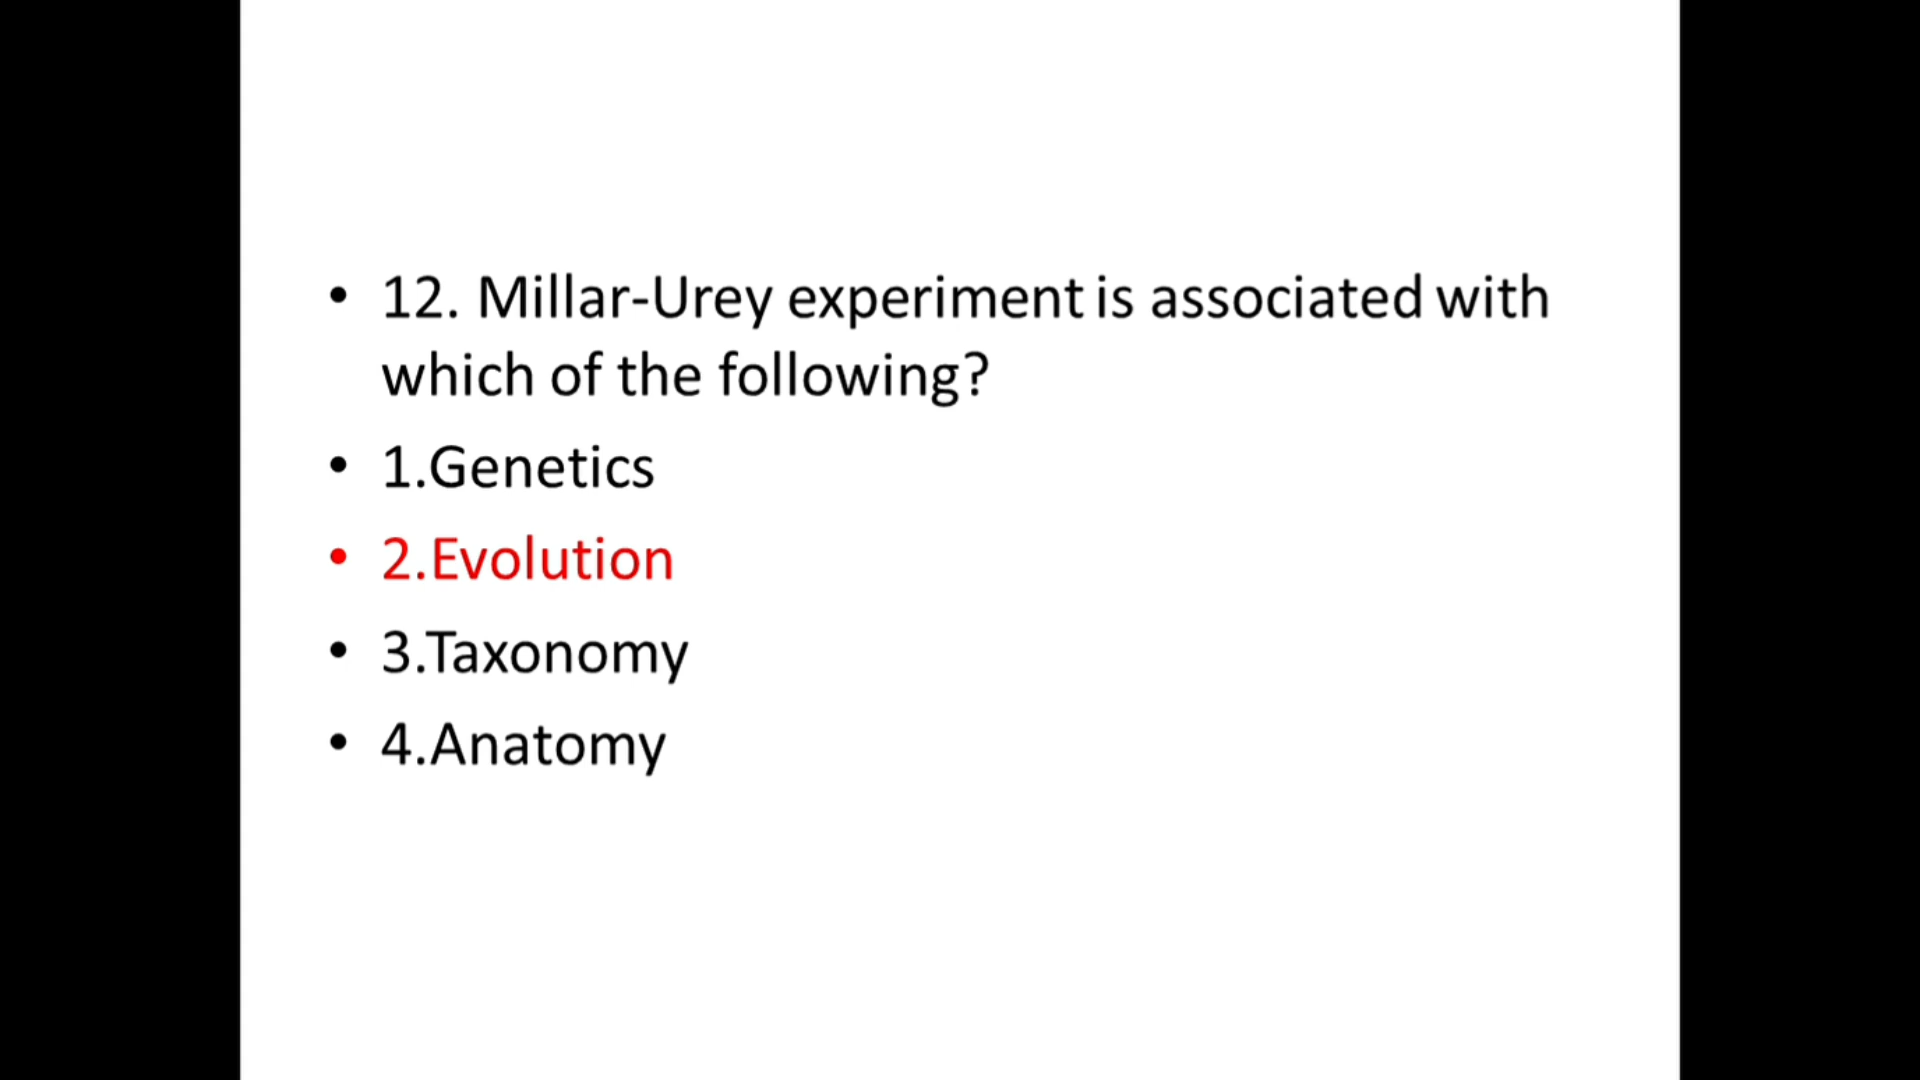 • 12. Millar-Urey experiment is associated with
which of the following?
• 1.Genetics
• 2.Evolution
• 3.Taxonomy
• 4.Anatomy